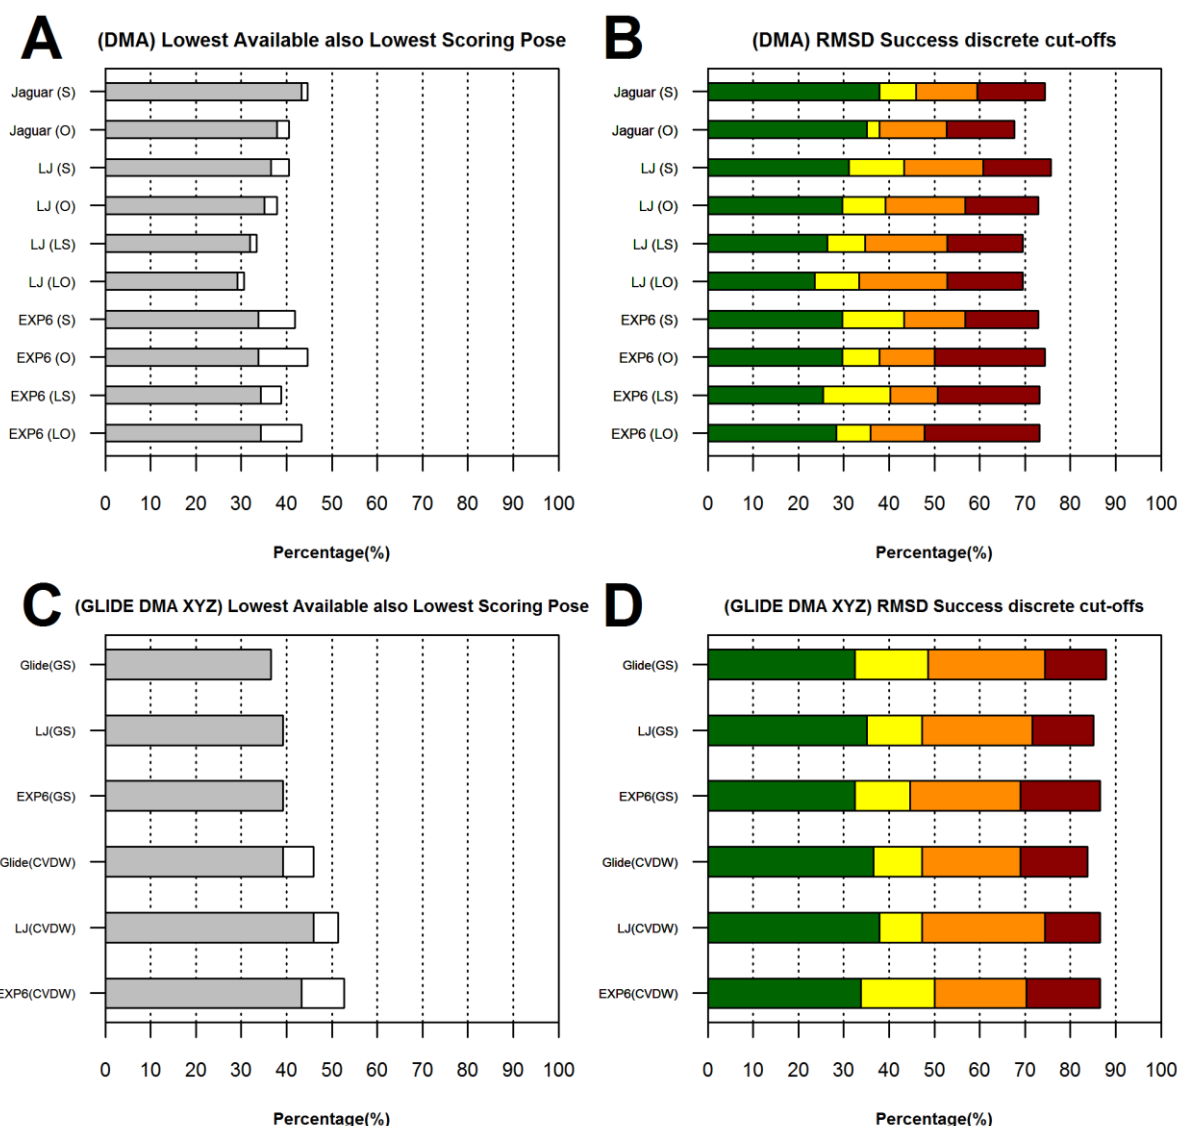 A (DMA) Lowest Available also Lowest Scoring Pose
Jaguar (S)
Jaguar (O)
LJ (S)
LJ (O)
LJ (LS)
LJ (LO)
EXP6 (S)
EXP6 (O)
EXP6 (LS)
EXP6 (LO)
0 10 20 30 40 50 60 70 80 90 100
Percentage(%)
B (DMA) RMSD Success discrete cut-offs
Jaguar (S)
Jaguar (O)
LJ (S)
LJ (O)
LJ (LS)
LJ (LO)
EXP6 (S)
EXP6 (O)
EXP6 (LS)
EXP6 (LO)
0 10 20 30 40 50 60 70 80 90 100
Percentage(%)
C (GLIDE DMA XYZ) Lowest Available also Lowest Scoring Pose
Glide(GS)
LJ(GS)
EXP6(GS)
Glide(CVDW)
LJ(CVDW)
EXP6(CVDW)
0 10 20 30 40 50 60 70 80 90 100
Percentage(%)
D (GLIDE DMA XYZ) RMSD Success discrete cut-offs
Glide(GS)
LJ(GS)
EXP6(GS)
Glide(CVDW)
LJ(CVDW)
EXP6(CVDW)
0 10 20 30 40 50 60 70 80 90 100
Percentage(%)